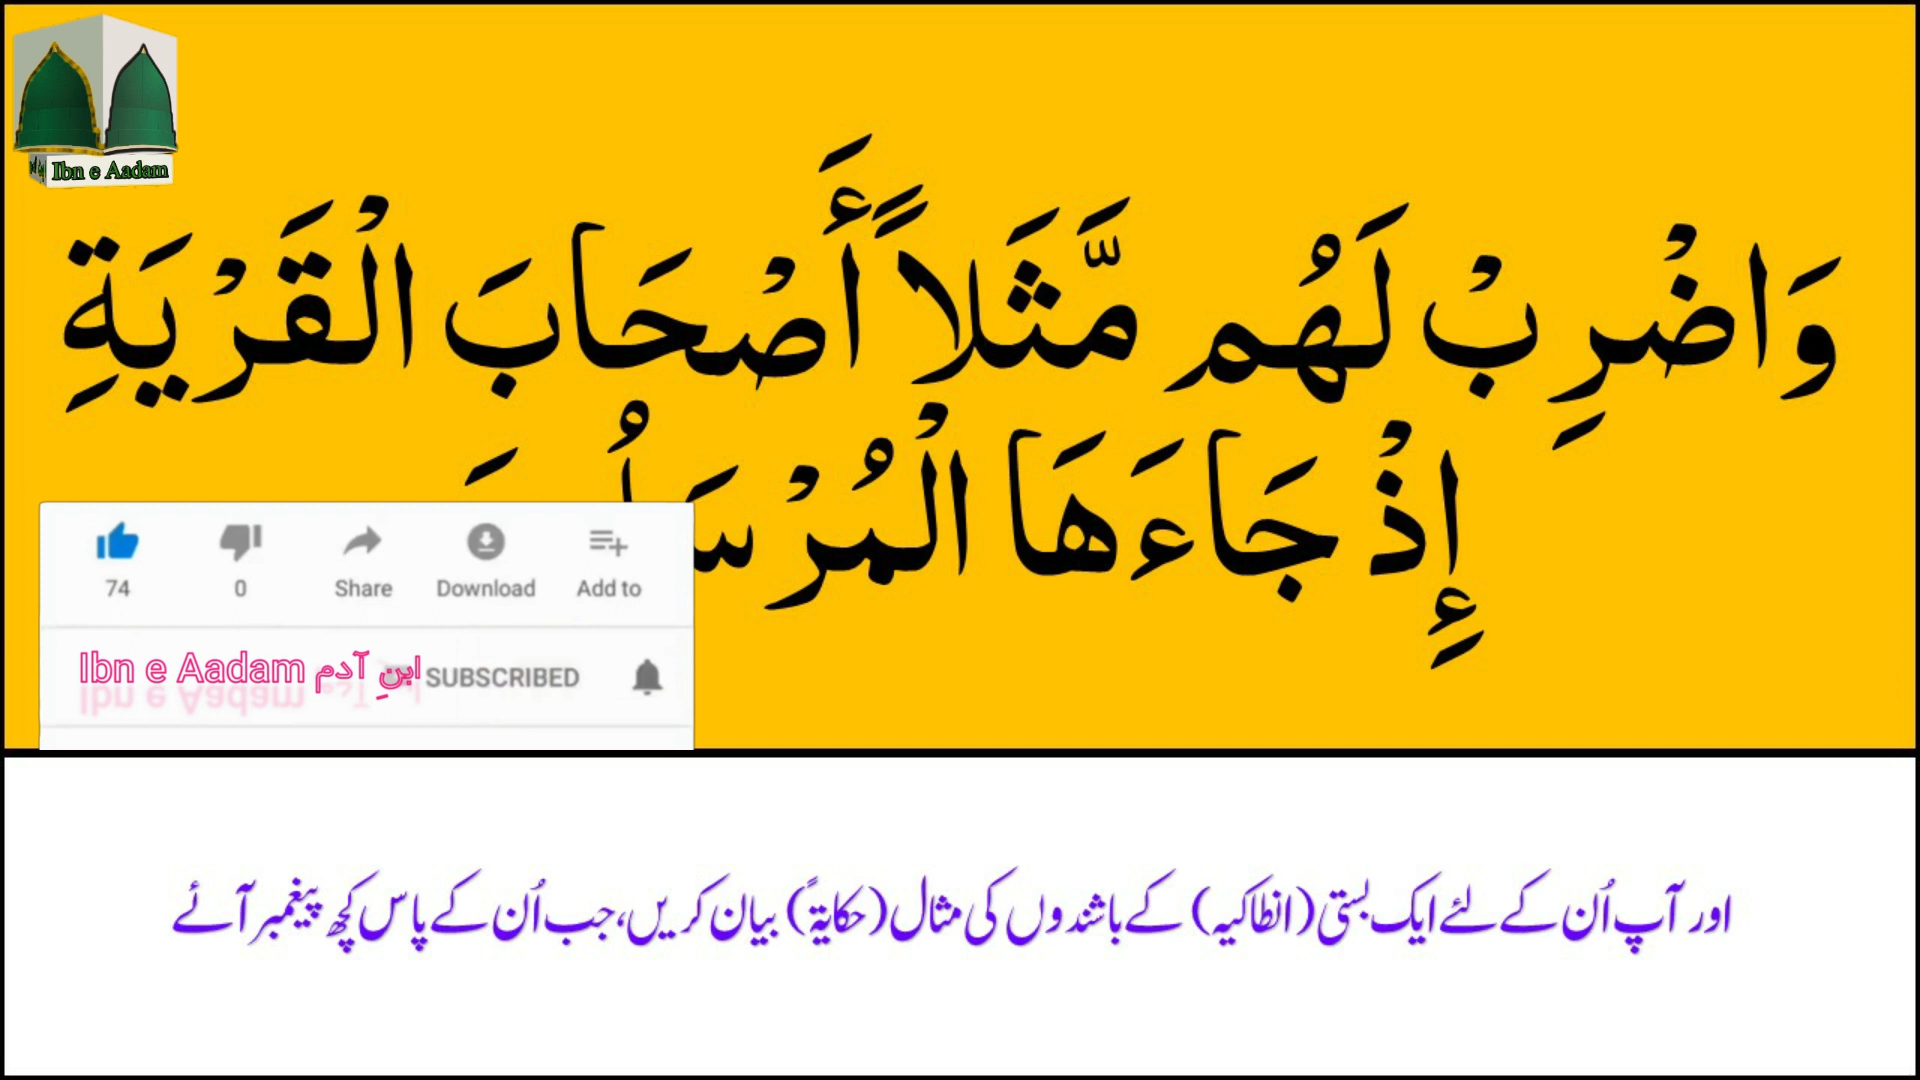 Ibn e Aadam
وَاضْرِبْ لَهُم مَّثَلاً أَصْحَابَ الْقَرْيَةِ
إِذْ جَاءَهَا
74
0
Share
Download
Add to
Ibn e Aadam ابنِ آدم
SUBSCRIBED
اور آپ اُن کے لئے ایک بستی (انطاکیہ) کے باشندوں کی مثال (حکایۃً) بیان کریں، جب اُن کے پاس کچھ پیغمبر آئے